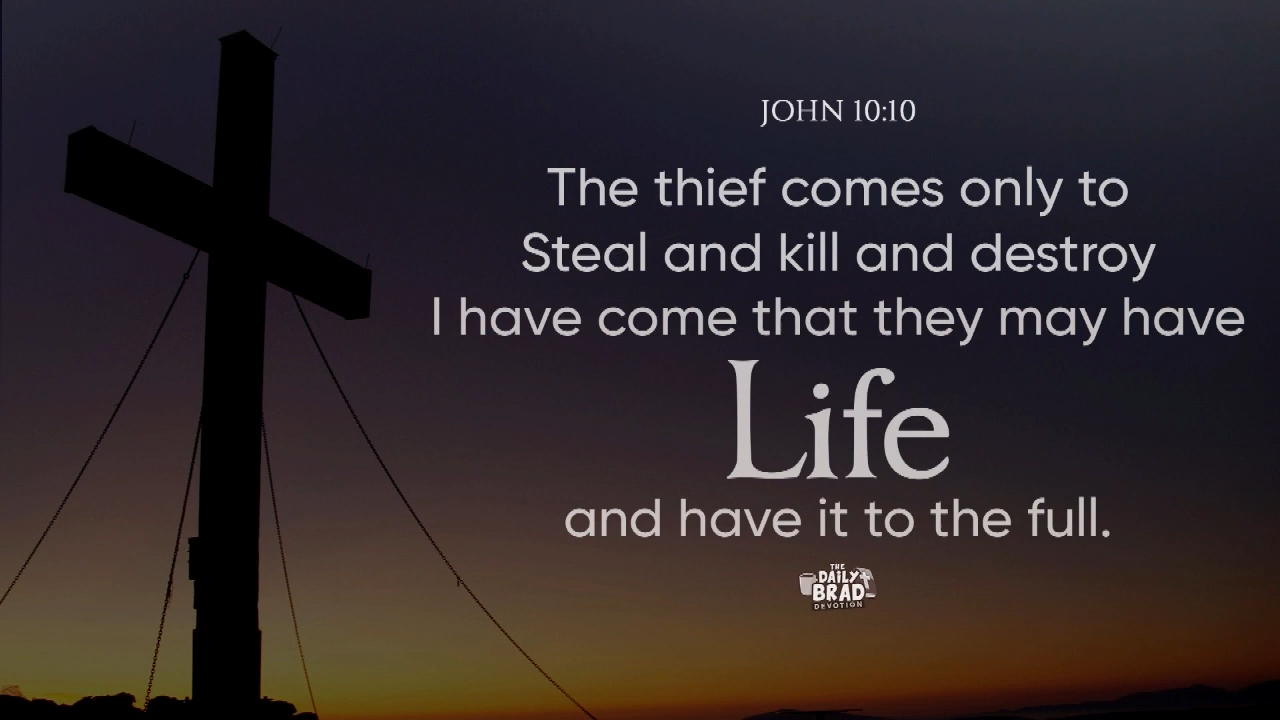 JOHN 10:10
The thief comes only to
Steal and kill and destroy
I have come that they may have
Life
and have it to the full.
THE
DAILY
BRAD
DEVOTION